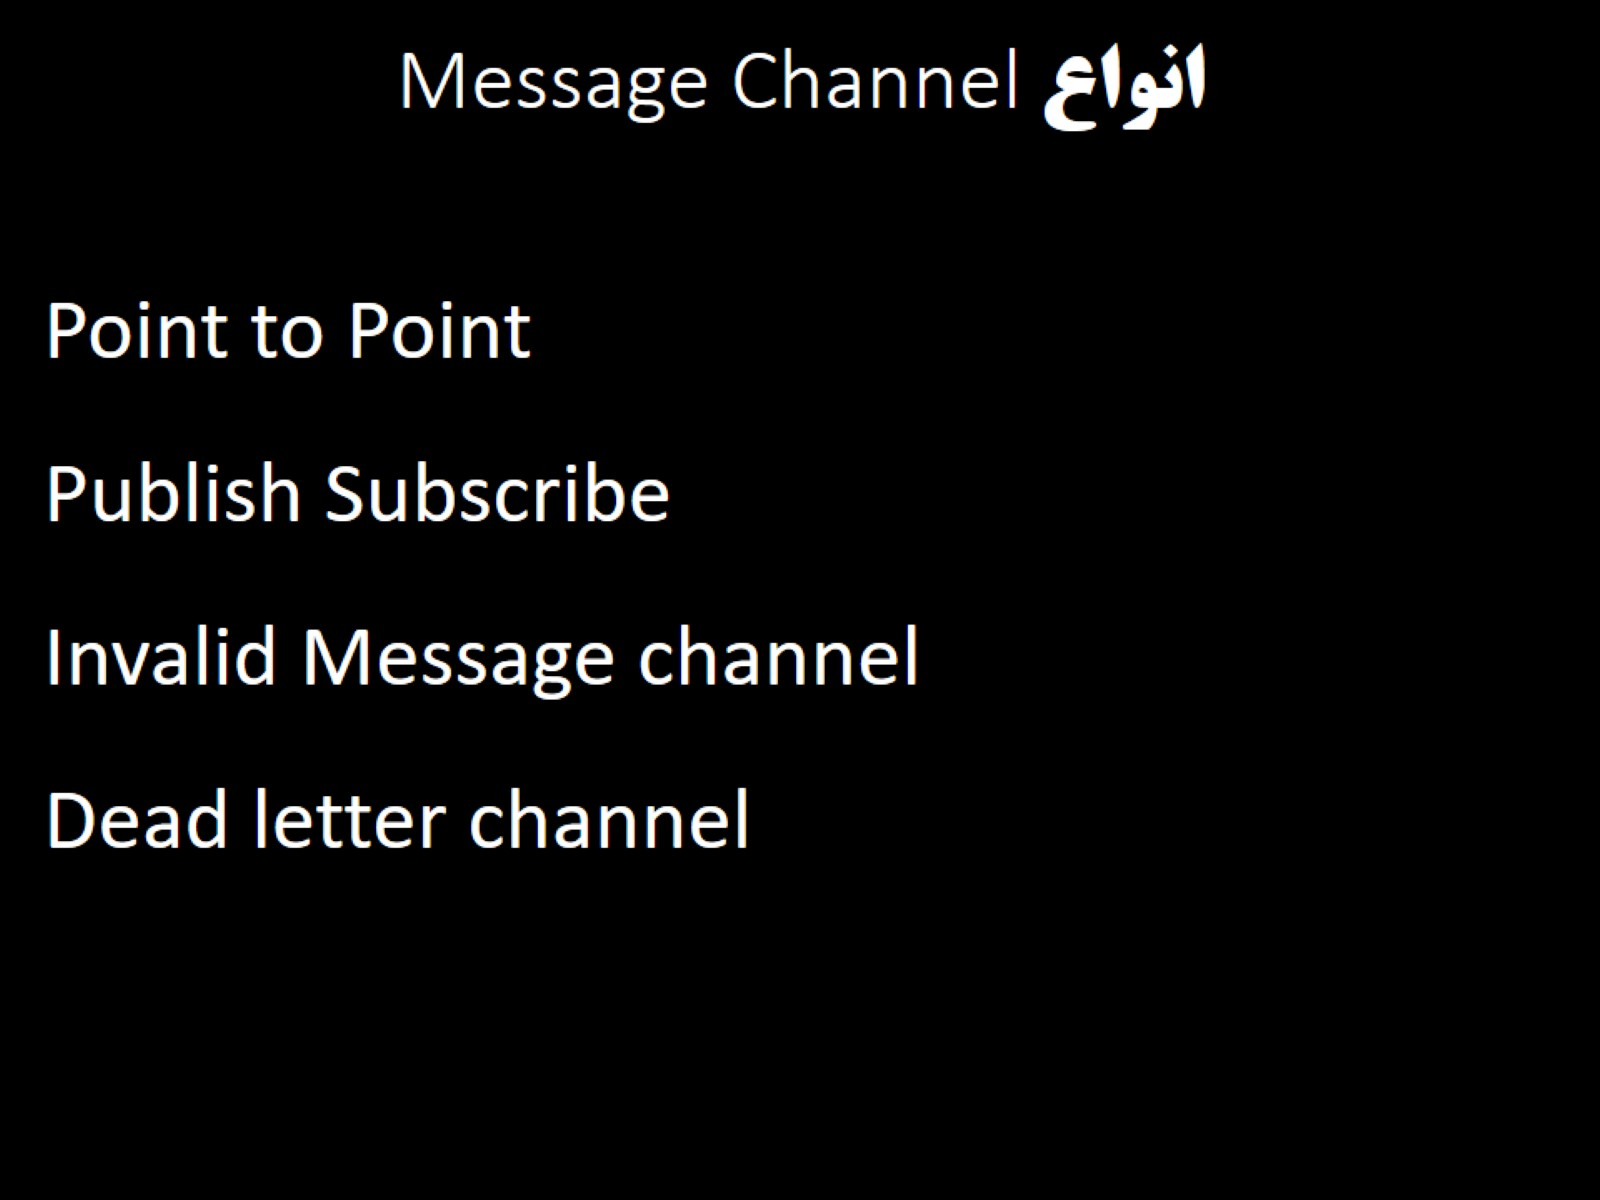 انواع Message Channel
Point to Point
Publish Subscribe
Invalid Message channel
Dead letter channel